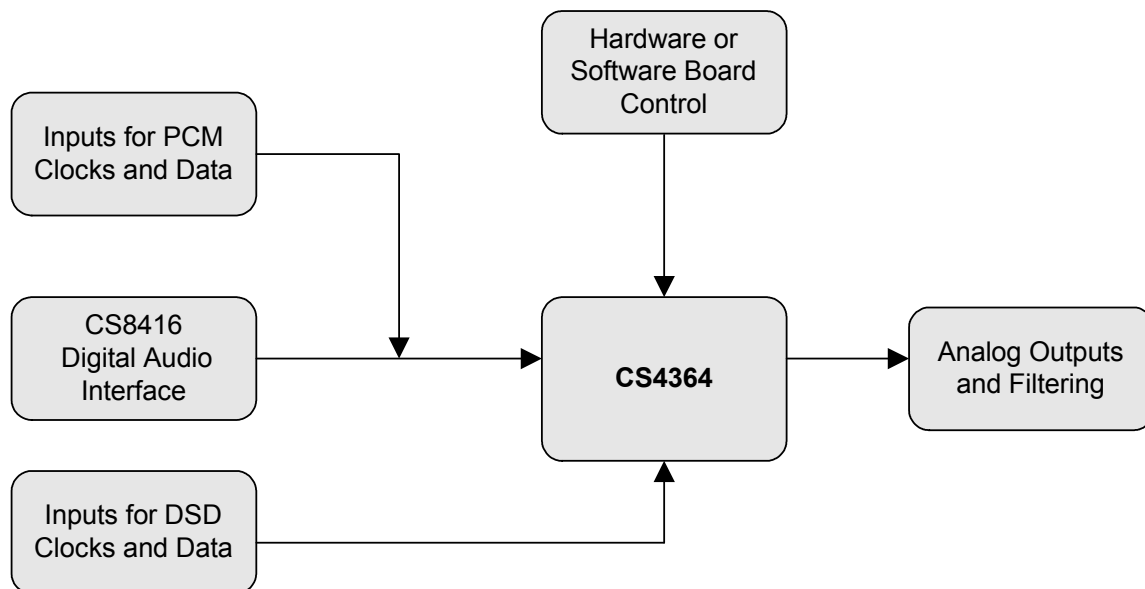 Hardware or
Software Board
Control
Inputs for PCM
Clocks and Data
CS8416
Digital Audio
Interface
CS4364
Analog Outputs
and Filtering
Inputs for DSD
Clocks and Data